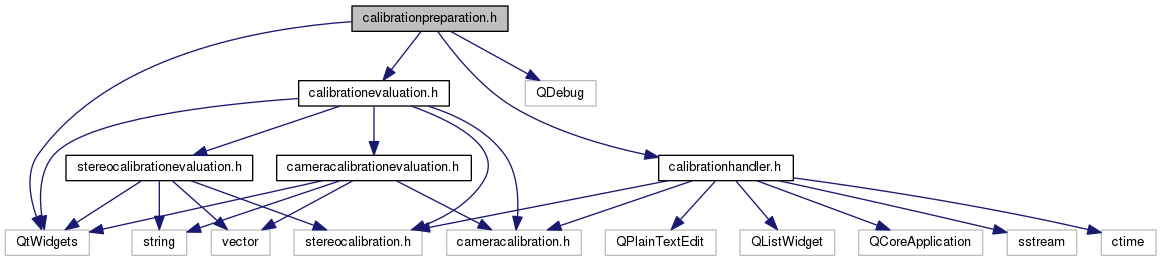 calibrationpreparation.h
calibrationevaluation.h
QDebug
stereocalibrationevaluation.h
cameracalibrationevaluation.h
calibrationhandler.h
QtWidgets
string
vector
stereocalibration.h
cameracalibration.h
QPlainTextEdit
QListWidget
QCoreApplication
sstream
ctime